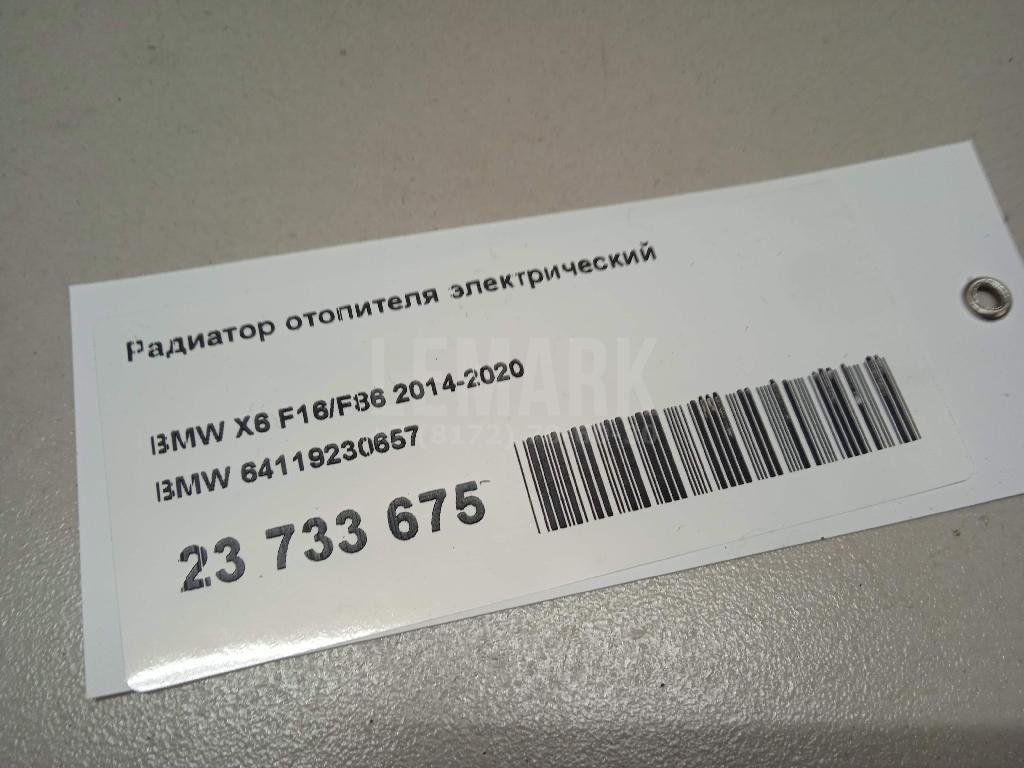 Радиатор отопителя электрический
BMW X6 F16/F86 2014-2020
BMW 64119230657
23 733 675
LEMARK